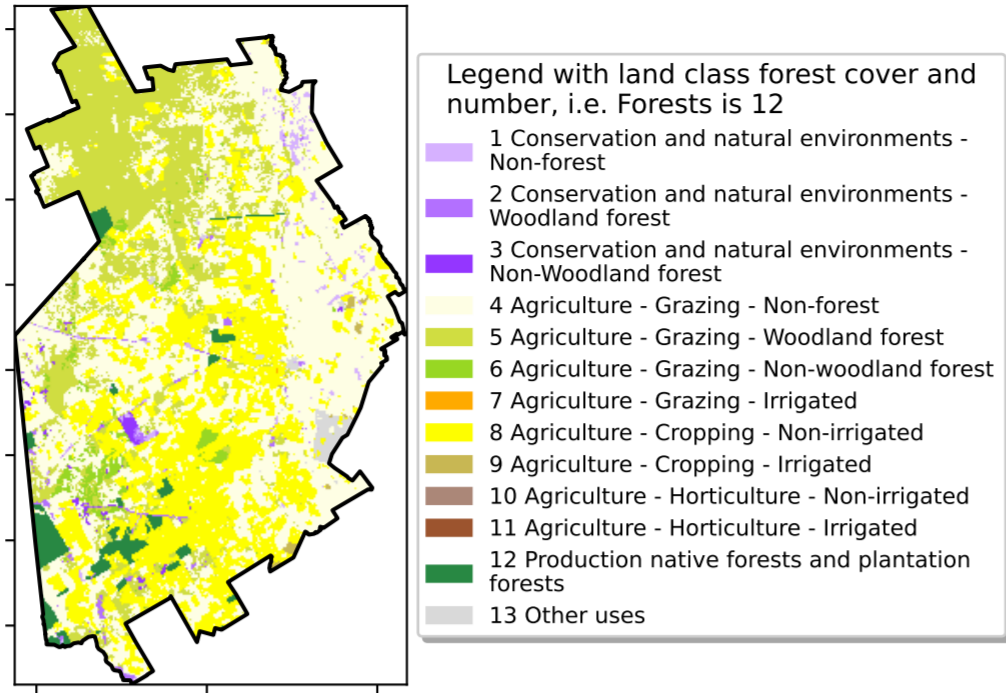 Legend with land class forest cover and
number, i.e. Forests is 12
1 Conservation and natural environments -
Non-forest
2 Conservation and natural environments -
Woodland forest
3 Conservation and natural environments -
Non-Woodland forest
4 Agriculture - Grazing - Non-forest
5 Agriculture - Grazing - Woodland forest
6 Agriculture - Grazing - Non-woodland forest
7 Agriculture - Grazing - Irrigated
8 Agriculture - Cropping - Non-irrigated
9 Agriculture - Cropping - Irrigated
10 Agriculture - Horticulture - Non-irrigated
11 Agriculture - Horticulture - Irrigated
12 Production native forests and plantation
forests
13 Other uses